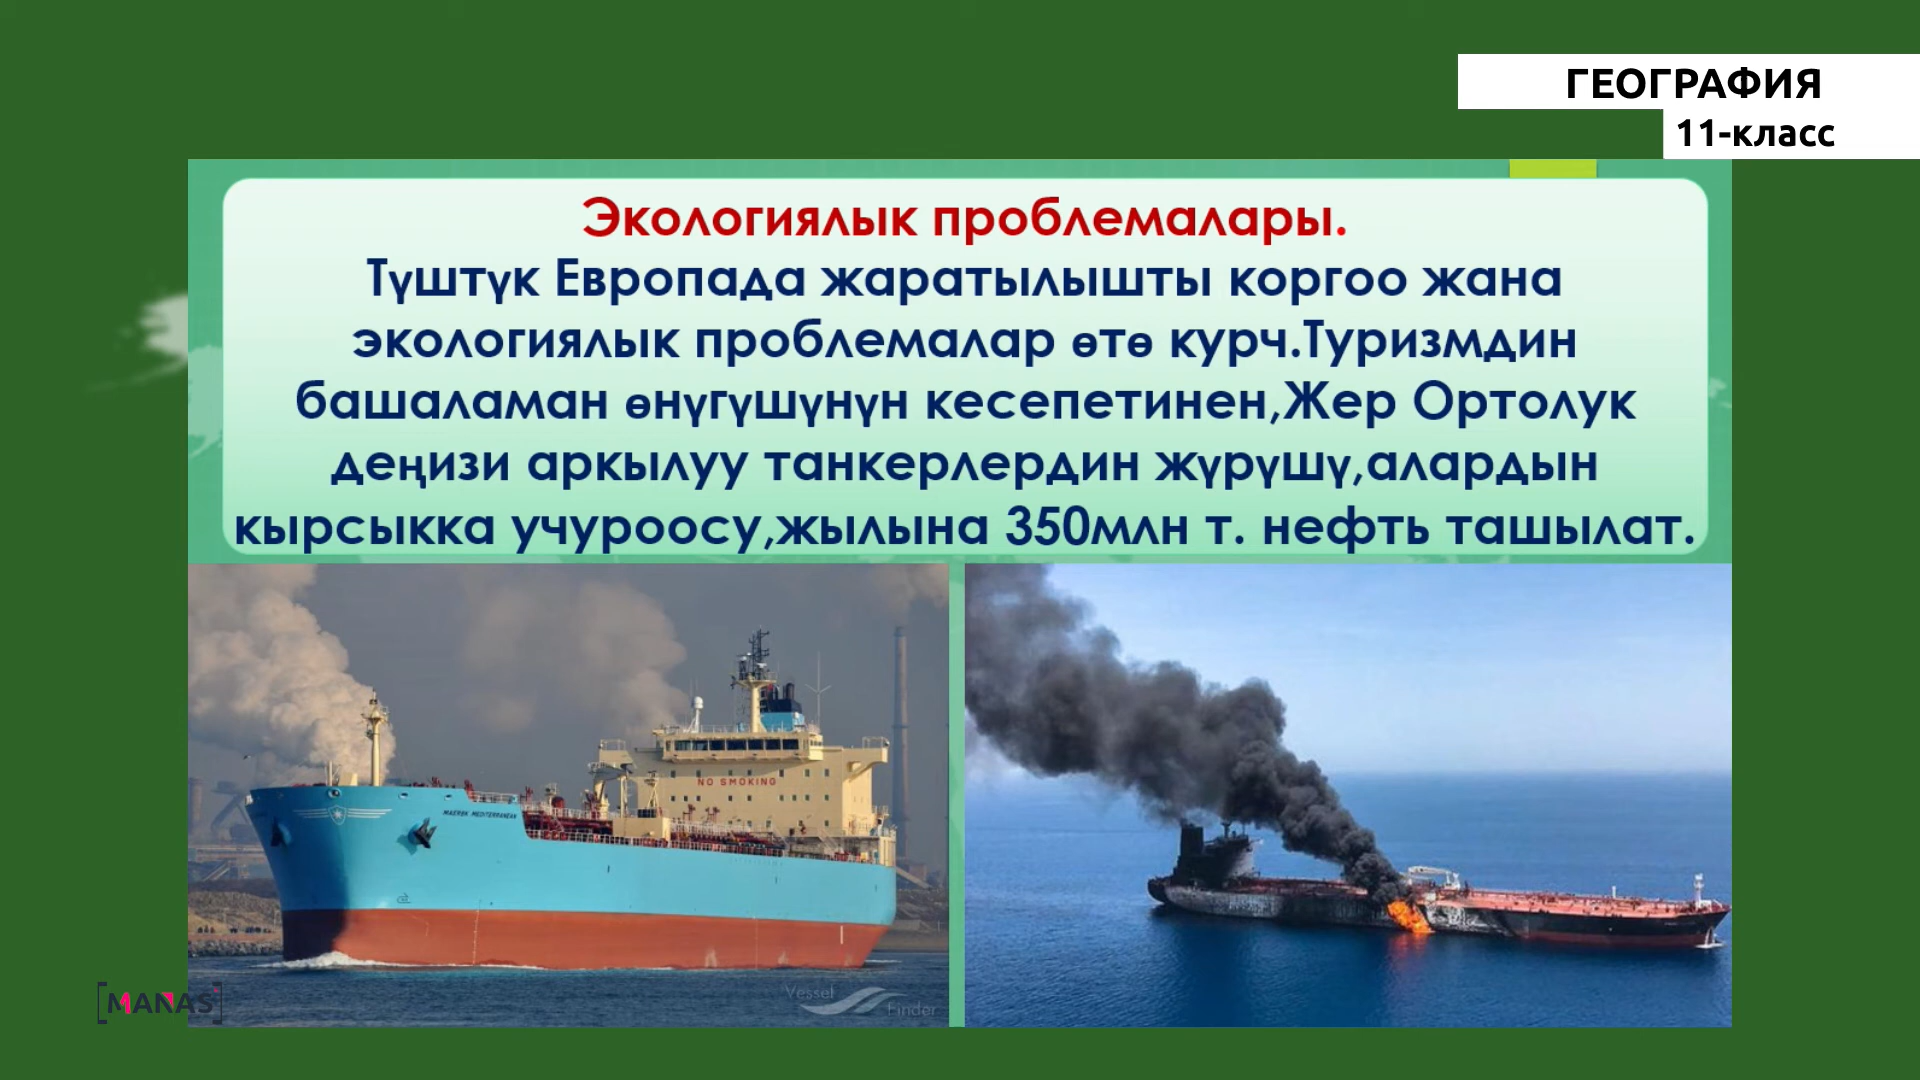 ГЕОГРАФИЯ
11-класс
Экологиялык проблемалары.
Түштүк Европада жаратылышты коргоо жана
экологиялык проблемалар өтө курч.Туризмдин
башаламан өнүгүшүнүн кесепетинен,Жер Ортолук
деңизи аркылуу танкерлердин жүрүшү,алардын
кырсыкка учуроосу,жылына 350млн т. нефть ташылат.
NO SMOKING
MAERSK MEDITERRANEAN
Vessel
Finder
[MANAS]